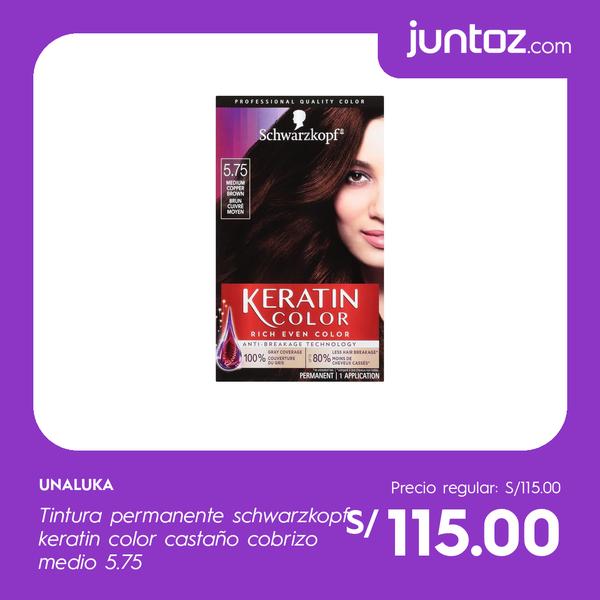 juntoz.com
PROFESSIONAL QUALITY COLOR
Schwarzkopf
5.75
MEDIUM
COPPER
BROWN
BRUN
CUIVRÉ
MOYEN
KERATIN
COLOR
RICH EVEN COLOR
ANTI-BREAKAGE TECHNOLOGY
100% GRAY COVERAGE
COUVERTURE
DU GRIS
80% LESS HAIR BREAKAGE*
MOINS DE
CHEVEUX CASSÉS*
PERMANENT | 1 APPLICATION
UNALUKA
Precio regular: S/115.00
Tintura permanente schwarzkopf
keratin color castaño cobrizo
medio 5.75
S/ 115.00